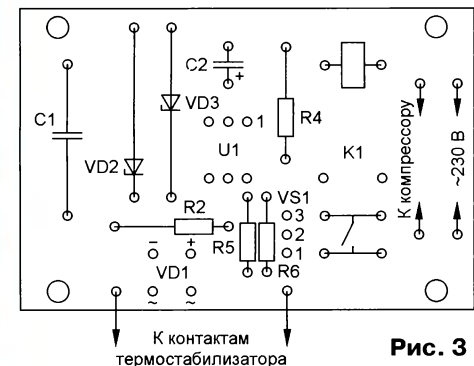 C1
VD2
VD3
C2
+
1
U1
R4
K1
К компрессору
~230 В
VS1
3
2
1
R2
R5
R6
− +
VD1
~ ~
К контактам
термостабилизатора
Рис. 3